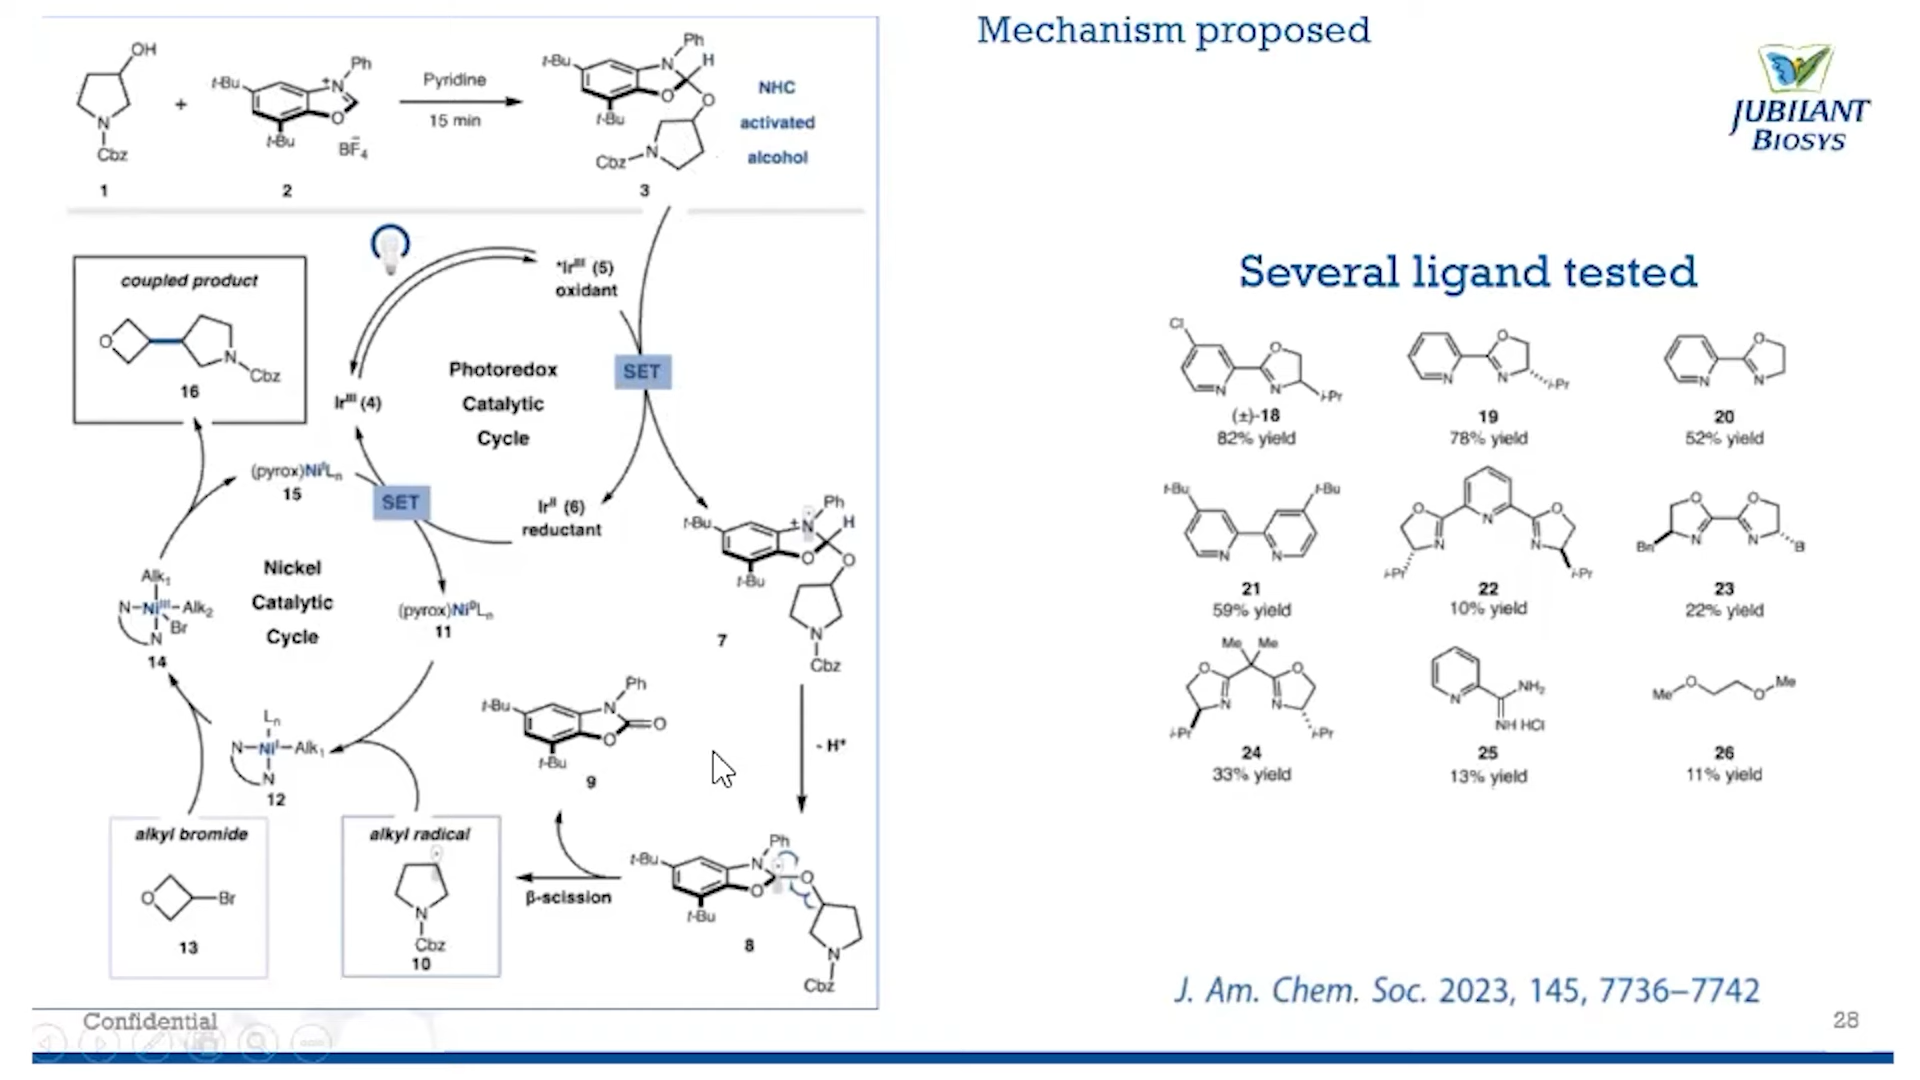 Mechanism proposed
JUBILANT
BIOSYS
OH
N
Cbz
1
+
t-Bu
Ph
N
+
O
t-Bu
BF4
−
2
Pyridine
15 min
Ph
t-Bu
N
H
O
O
t-Bu
Cbz
N
3
NHC
activated
alcohol
coupled product
O
N
Cbz
16
*IrIII (5)
oxidant
Photoredox
Catalytic
Cycle
SET
IrIII (4)
(pyrox)NiILn
15
SET
IrII (6)
reductant
Ph
t-Bu
+N
H
O
O
t-Bu
N
Cbz
7
Nickel
Catalytic
Cycle
Alk1
N–NiIII–Alk2
Br
N
14
(pyrox)Ni0Ln
11
Ln
N–NiI–Alk1
N
12
Ph
t-Bu
N
O
O
t-Bu
9
- H+
alkyl bromide
O
Br
13
alkyl radical
N
Cbz
10
β-scission
Ph
t-Bu
N
O
O
t-Bu
N
Cbz
8
Several ligand tested
Cl
O
N
N
i-Pr
(±)-18
82% yield
O
N
N
i-Pr
19
78% yield
O
N
N
20
52% yield
t-Bu
t-Bu
N
N
21
59% yield
O
N
O
N
N
i-Pr
i-Pr
22
10% yield
O
O
N
N
Bn
B
23
22% yield
Me
Me
O
O
N
N
i-Pr
i-Pr
24
33% yield
N
NH2
NH HCl
25
13% yield
Me
O
O
Me
26
11% yield
J. Am. Chem. Soc. 2023, 145, 7736–7742
Confidential
28